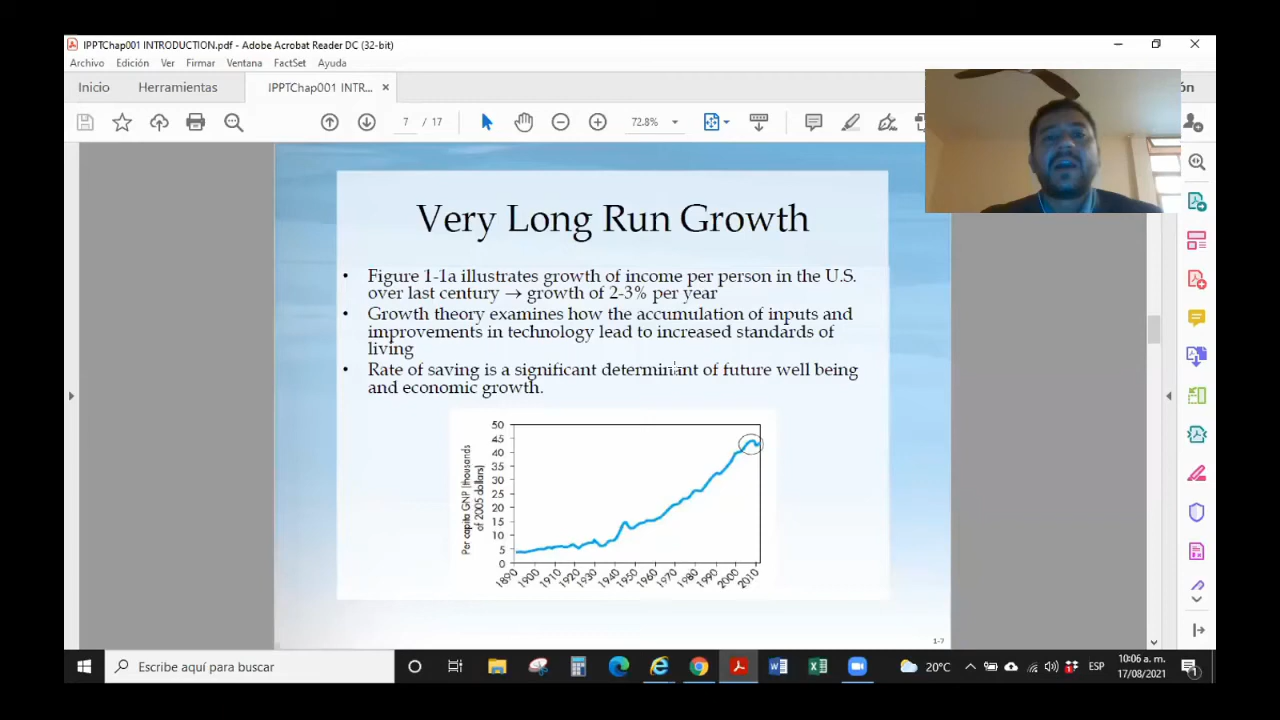 IPPTChap001 INTRODUCTION.pdf - Adobe Acrobat Reader DC (32-bit)
Archivo Edición Ver Firmar Ventana FactSet Ayuda
Inicio Herramientas IPPTChap001 INTR...
7 / 17 72.8%
Very Long Run Growth
• Figure 1-1a illustrates growth of income per person in the U.S.
over last century → growth of 2-3% per year
• Growth theory examines how the accumulation of inputs and
improvements in technology lead to increased standards of
living
• Rate of saving is a significant determinant of future well being
and economic growth.
Per capita GNP (thousands
of 2005 dollars)
50
45
40
35
30
25
20
15
10
5
0
1890 1900 1910 1920 1930 1940 1950 1960 1970 1980 1990 2000 2010
1-7
Escribe aquí para buscar
20°C
ESP
10:06 a. m.
17/08/2021
1